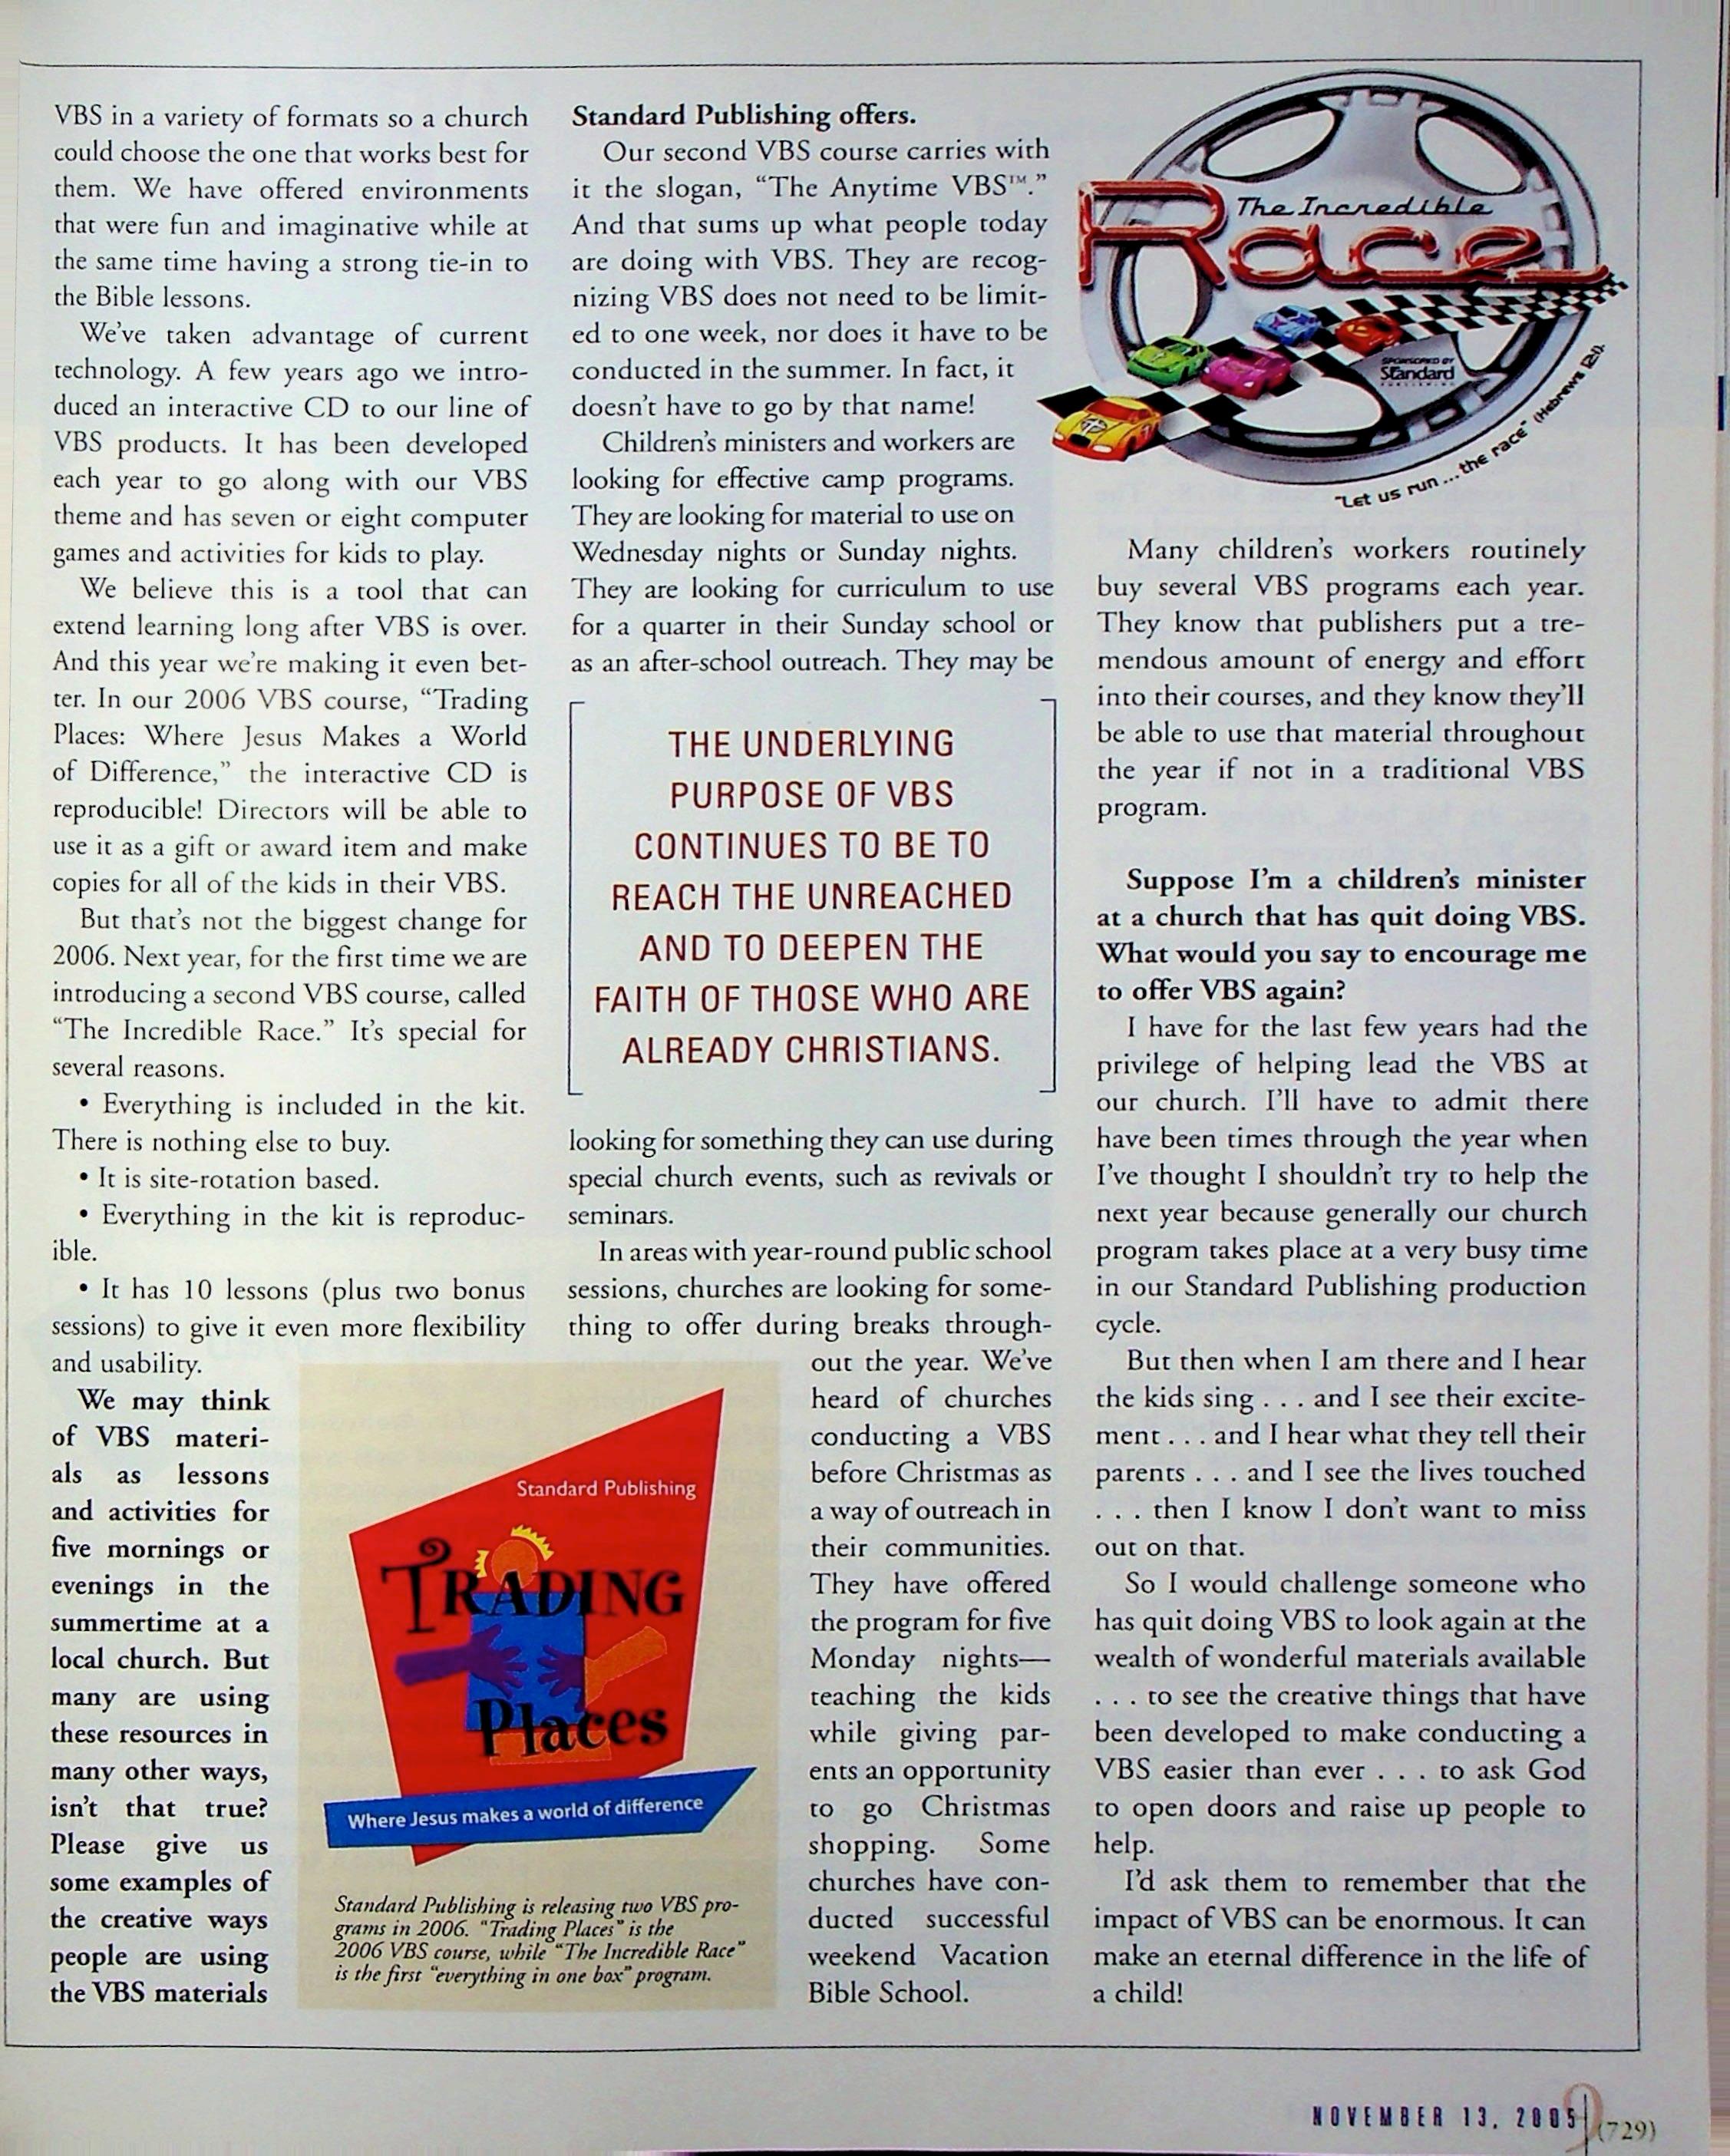 VBS in a variety of formats so a church
could choose the one that works best for
them. We have offered environments
that were fun and imaginative while at
the same time having a strong tie-in to
the Bible lessons.
We've taken advantage of current
technology. A few years ago we intro-
duced an interactive CD to our line of
VBS products. It has been developed
each year to go along with our VBS
theme and has seven or eight computer
games and activities for kids to play.
We believe this is a tool that can
extend learning long after VBS is over.
And this year we're making it even bet-
ter. In our 2006 VBS course, “Trading
Places: Where Jesus Makes a World
of Difference,” the interactive CD is
reproducible! Directors will be able to
use it as a gift or award item and make
copies for all of the kids in their VBS.
But that's not the biggest change for
2006. Next year, for the first time we are
introducing a second VBS course, called
“The Incredible Race.” It's special for
several reasons.
• Everything is included in the kit.
There is nothing else to buy.
• It is site-rotation based.
• Everything in the kit is reproduc-
ible.
• It has 10 lessons (plus two bonus
sessions) to give it even more flexibility
and usability.
We may think
of VBS materi-
als as lessons
and activities for
five mornings or
evenings in the
summertime at a
local church. But
many are using
these resources in
many other ways,
isn't that true?
Please give us
some examples of
the creative ways
people are using
the VBS materials
Standard Publishing
TRADING
Places
Where Jesus makes a world of difference
Standard Publishing is releasing two VBS pro-
grams in 2006. “Trading Places” is the
2006 VBS course, while “The Incredible Race”
is the first “everything in one box” program.
Standard Publishing offers.
Our second VBS course carries with
it the slogan, “The Anytime VBS™.”
And that sums up what people today
are doing with VBS. They are recog-
nizing VBS does not need to be limit-
ed to one week, nor does it have to be
conducted in the summer. In fact, it
doesn't have to go by that name!
Children's ministers and workers are
looking for effective camp programs.
They are looking for material to use on
Wednesday nights or Sunday nights.
They are looking for curriculum to use
for a quarter in their Sunday school or
as an after-school outreach. They may be
THE UNDERLYING
PURPOSE OF VBS
CONTINUES TO BE TO
REACH THE UNREACHED
AND TO DEEPEN THE
FAITH OF THOSE WHO ARE
ALREADY CHRISTIANS.
looking for something they can use during
special church events, such as revivals or
seminars.
In areas with year-round public school
sessions, churches are looking for some-
thing to offer during breaks through-
out the year. We've
heard of churches
conducting a VBS
before Christmas as
a way of outreach in
their communities.
They have offered
the program for five
Monday nights—
teaching the kids
while giving par-
ents an opportunity
to go Christmas
shopping. Some
churches have con-
ducted successful
weekend Vacation
Bible School.
The Incredible
Race
SPONSORED BY
Standard
PUBLISHING
"Let us run ... the race" (Hebrews 12:1).
Many children's workers routinely
buy several VBS programs each year.
They know that publishers put a tre-
mendous amount of energy and effort
into their courses, and they know they'll
be able to use that material throughout
the year if not in a traditional VBS
program.
Suppose I'm a children's minister
at a church that has quit doing VBS.
What would you say to encourage me
to offer VBS again?
I have for the last few years had the
privilege of helping lead the VBS at
our church. I'll have to admit there
have been times through the year when
I've thought I shouldn't try to help the
next year because generally our church
program takes place at a very busy time
in our Standard Publishing production
cycle.
But then when I am there and I hear
the kids sing . . . and I see their excite-
ment . . . and I hear what they tell their
parents . . . and I see the lives touched
. . . then I know I don't want to miss
out on that.
So I would challenge someone who
has quit doing VBS to look again at the
wealth of wonderful materials available
. . . to see the creative things that have
been developed to make conducting a
VBS easier than ever . . . to ask God
to open doors and raise up people to
help.
I'd ask them to remember that the
impact of VBS can be enormous. It can
make an eternal difference in the life of
a child!
NOVEMBER 13, 2005 9 (729)